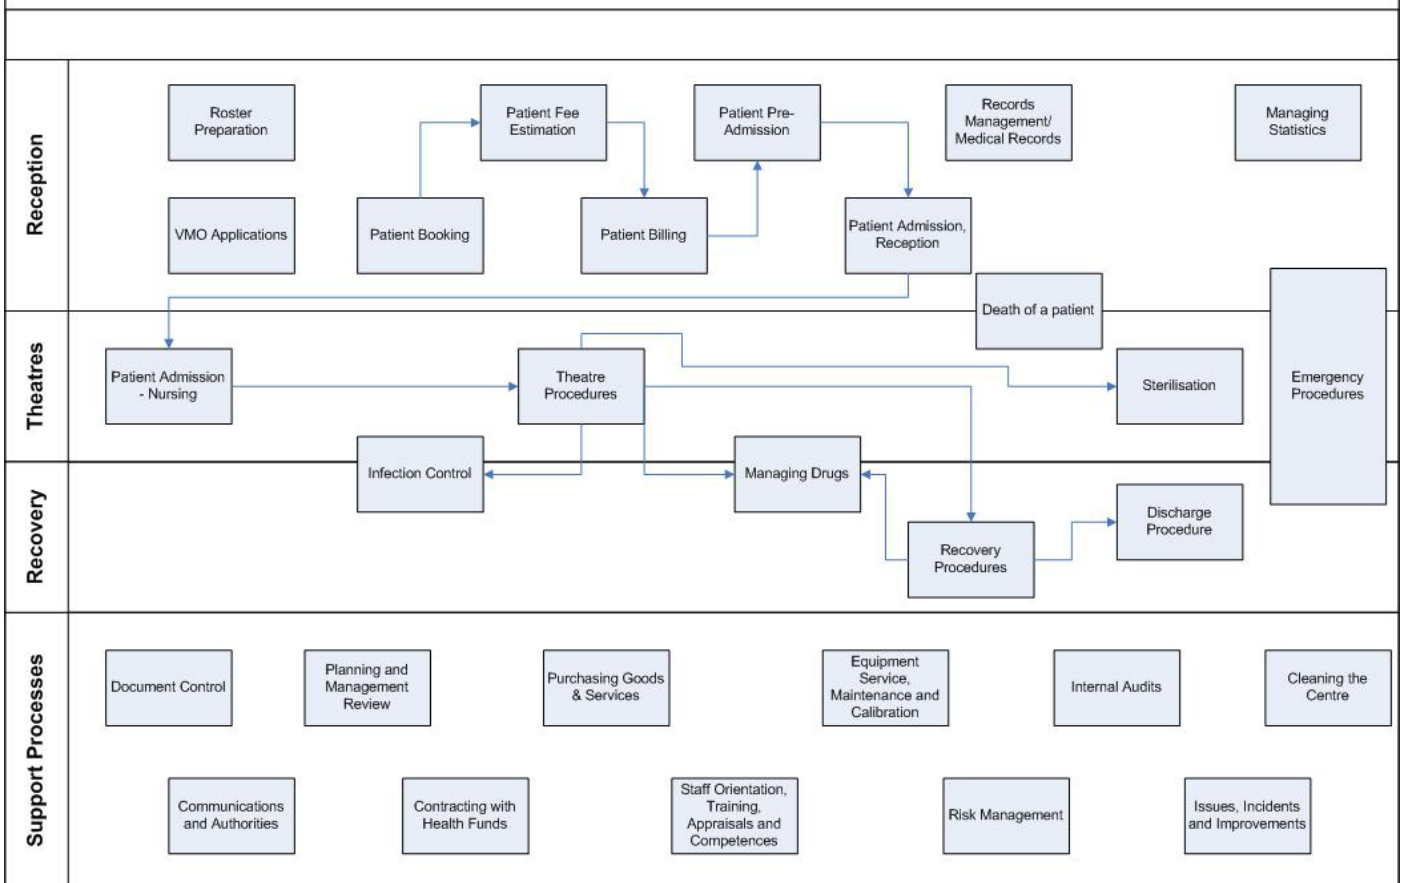 Reception
Roster
Preparation
Patient Fee
Estimation
Patient Pre-
Admission
Records
Management/
Medical Records
Managing
Statistics
VMO Applications
Patient Booking
Patient Billing
Patient Admission,
Reception
Death of a patient
Theatres
Patient Admission
- Nursing
Theatre
Procedures
Sterilisation
Emergency
Procedures
Infection Control
Managing Drugs
Recovery
Discharge
Procedure
Recovery
Procedures
Support Processes
Document Control
Planning and
Management
Review
Purchasing Goods
& Services
Equipment
Service,
Maintenance and
Calibration
Internal Audits
Cleaning the
Centre
Communications
and Authorities
Contracting with
Health Funds
Staff Orientation,
Training,
Appraisals and
Competences
Risk Management
Issues, Incidents
and Improvements